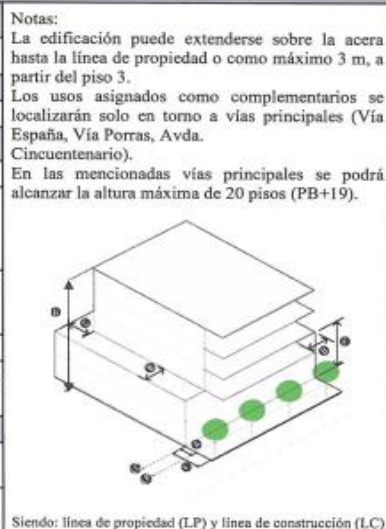 Notas:
La edificación puede extenderse sobre la acera
hasta la línea de propiedad o como máximo 3 m, a
partir del piso 3.
Los usos asignados como complementarios se
localizarán solo en torno a vías principales (Vía
España, Vía Porras, Avda.
Cincuentenario).
En las mencionadas vías principales se podrá
alcanzar la altura máxima de 20 pisos (PB+19).
Siendo: línea de propiedad (LP) y línea de construcción (LC)